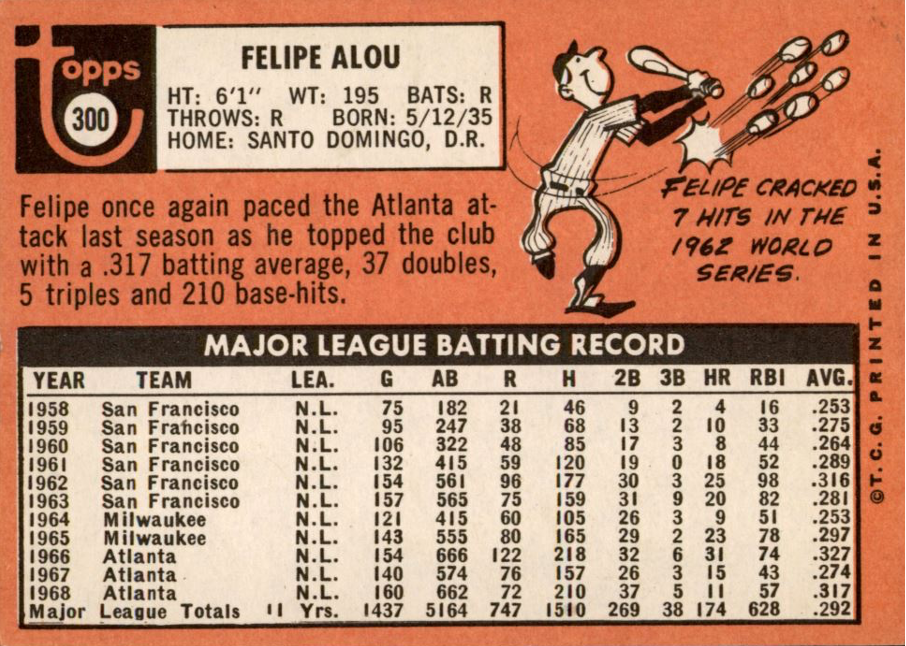 Topps
300
FELIPE ALOU
HT: 6'1" WT: 195 BATS: R
THROWS: R BORN: 5/12/35
HOME: SANTO DOMINGO, D.R.
Felipe once again paced the Atlanta at-
tack last season as he topped the club
with a .317 batting average, 37 doubles,
5 triples and 210 base-hits.
FELIPE CRACKED
7 HITS IN THE
1962 WORLD
SERIES.
MAJOR LEAGUE BATTING RECORD
YEAR TEAM LEA. G AB R H 2B 3B HR RBI AVG.
1958 San Francisco N.L. 75 182 21 46 9 2 4 16 .253
1959 San Francisco N.L. 95 247 38 68 13 2 10 33 .275
1960 San Francisco N.L. 106 322 48 85 17 3 8 44 .264
1961 San Francisco N.L. 132 415 59 120 19 0 18 52 .289
1962 San Francisco N.L. 154 561 96 177 30 3 25 98 .316
1963 San Francisco N.L. 157 565 75 159 31 9 20 82 .281
1964 Milwaukee N.L. 121 415 60 105 26 3 9 51 .253
1965 Milwaukee N.L. 143 555 80 165 29 2 23 78 .297
1966 Atlanta N.L. 154 666 122 218 32 6 31 74 .327
1967 Atlanta N.L. 140 574 76 157 26 3 15 43 .274
1968 Atlanta N.L. 160 662 72 210 37 5 11 57 .317
Major League Totals 11 Yrs. 1437 5164 747 1510 269 38 174 628 .292
©T.C.G. PRINTED IN U.S.A.